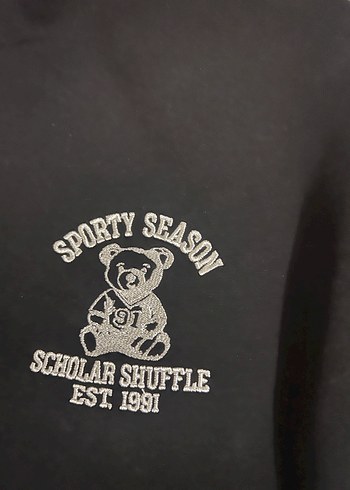 SPORTY SEASON
91
SCHOLAR SHUFFLE
EST. 1991